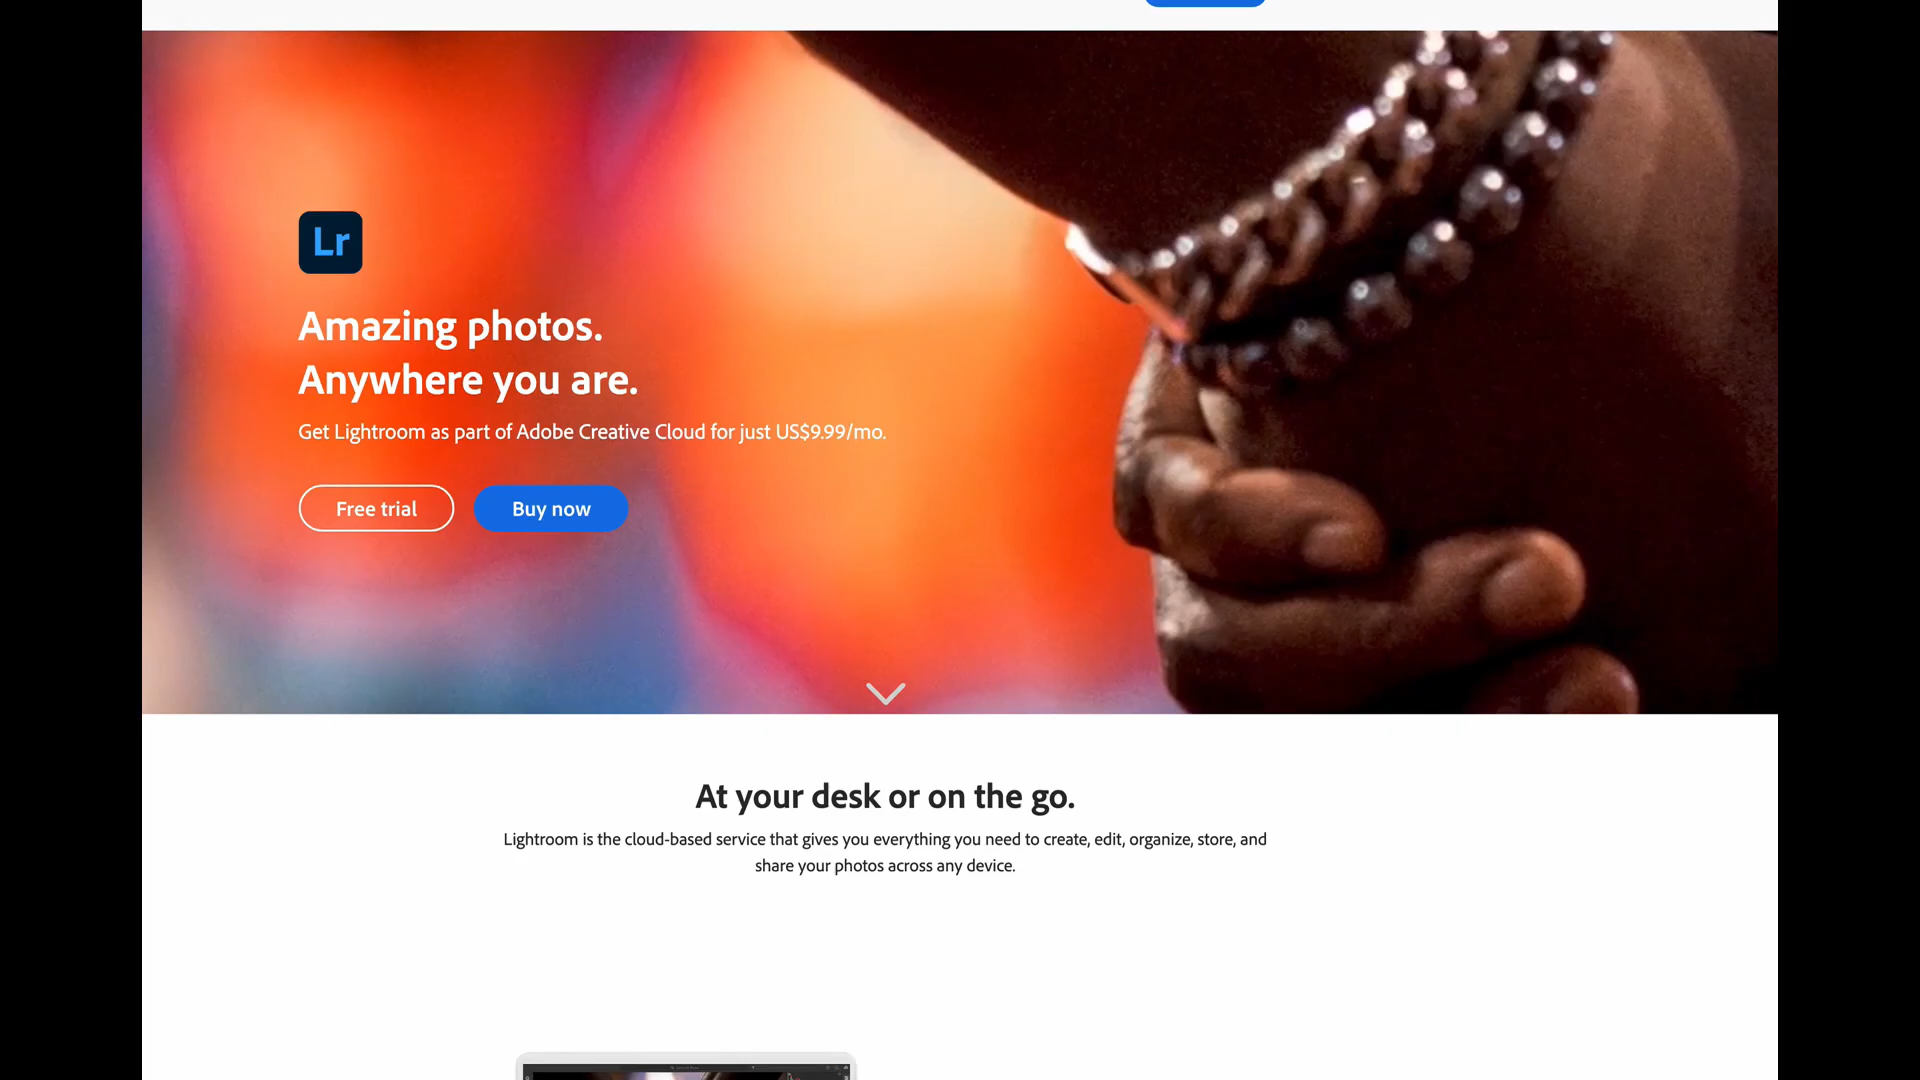 Lr
Amazing photos.
Anywhere you are.
Get Lightroom as part of Adobe Creative Cloud for just US$9.99/mo.
Free trial
Buy now
At your desk or on the go.
Lightroom is the cloud-based service that gives you everything you need to create, edit, organize, store, and
share your photos across any device.